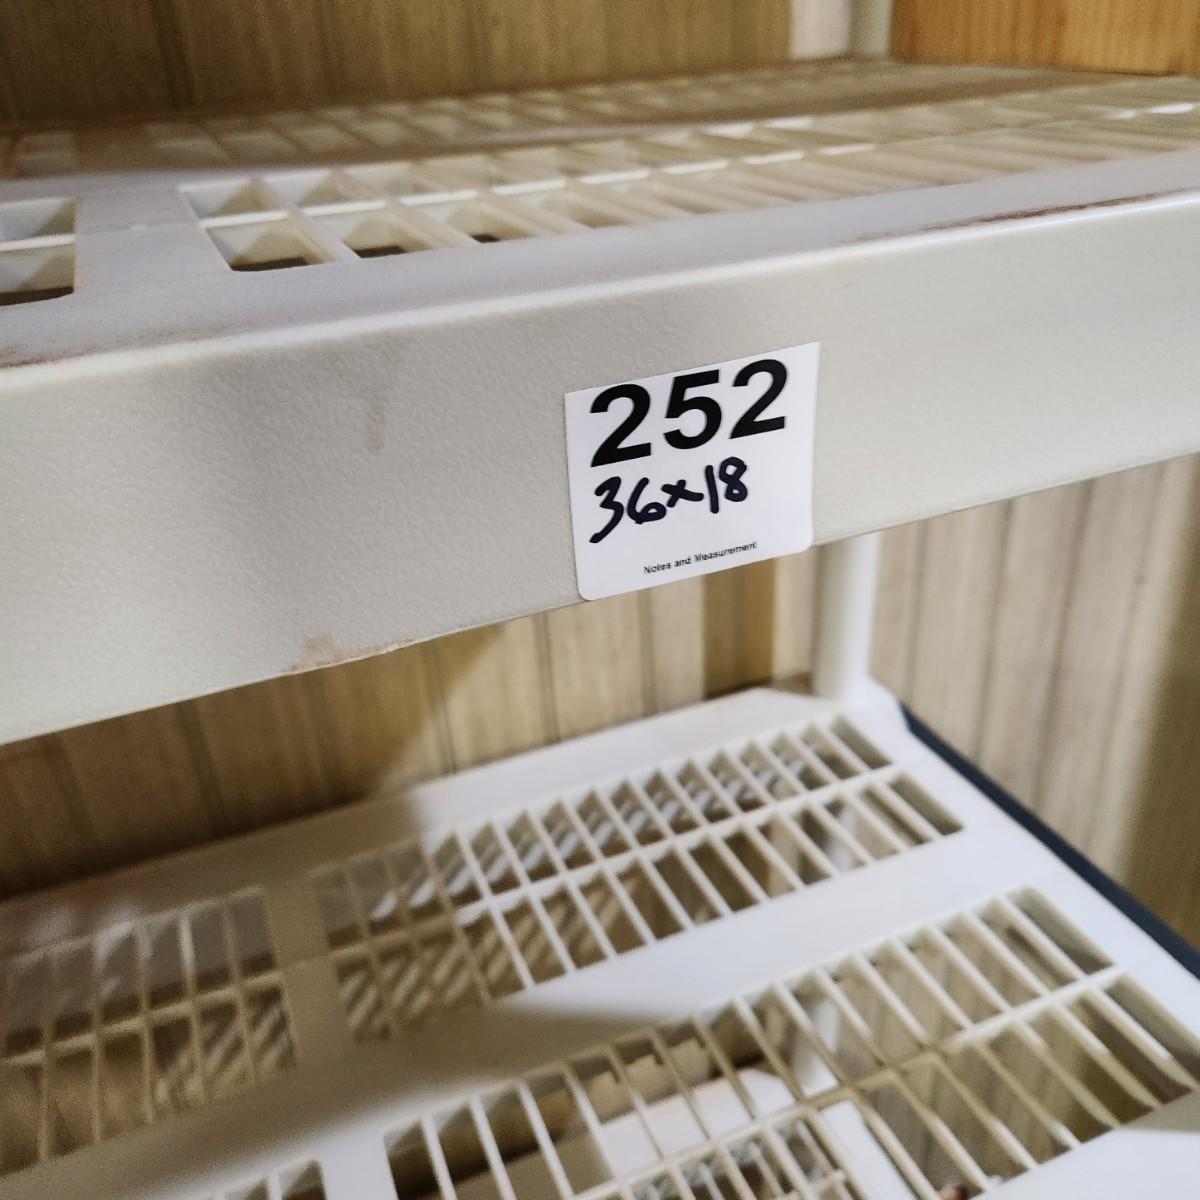 252
36x18
Notes and Measurement